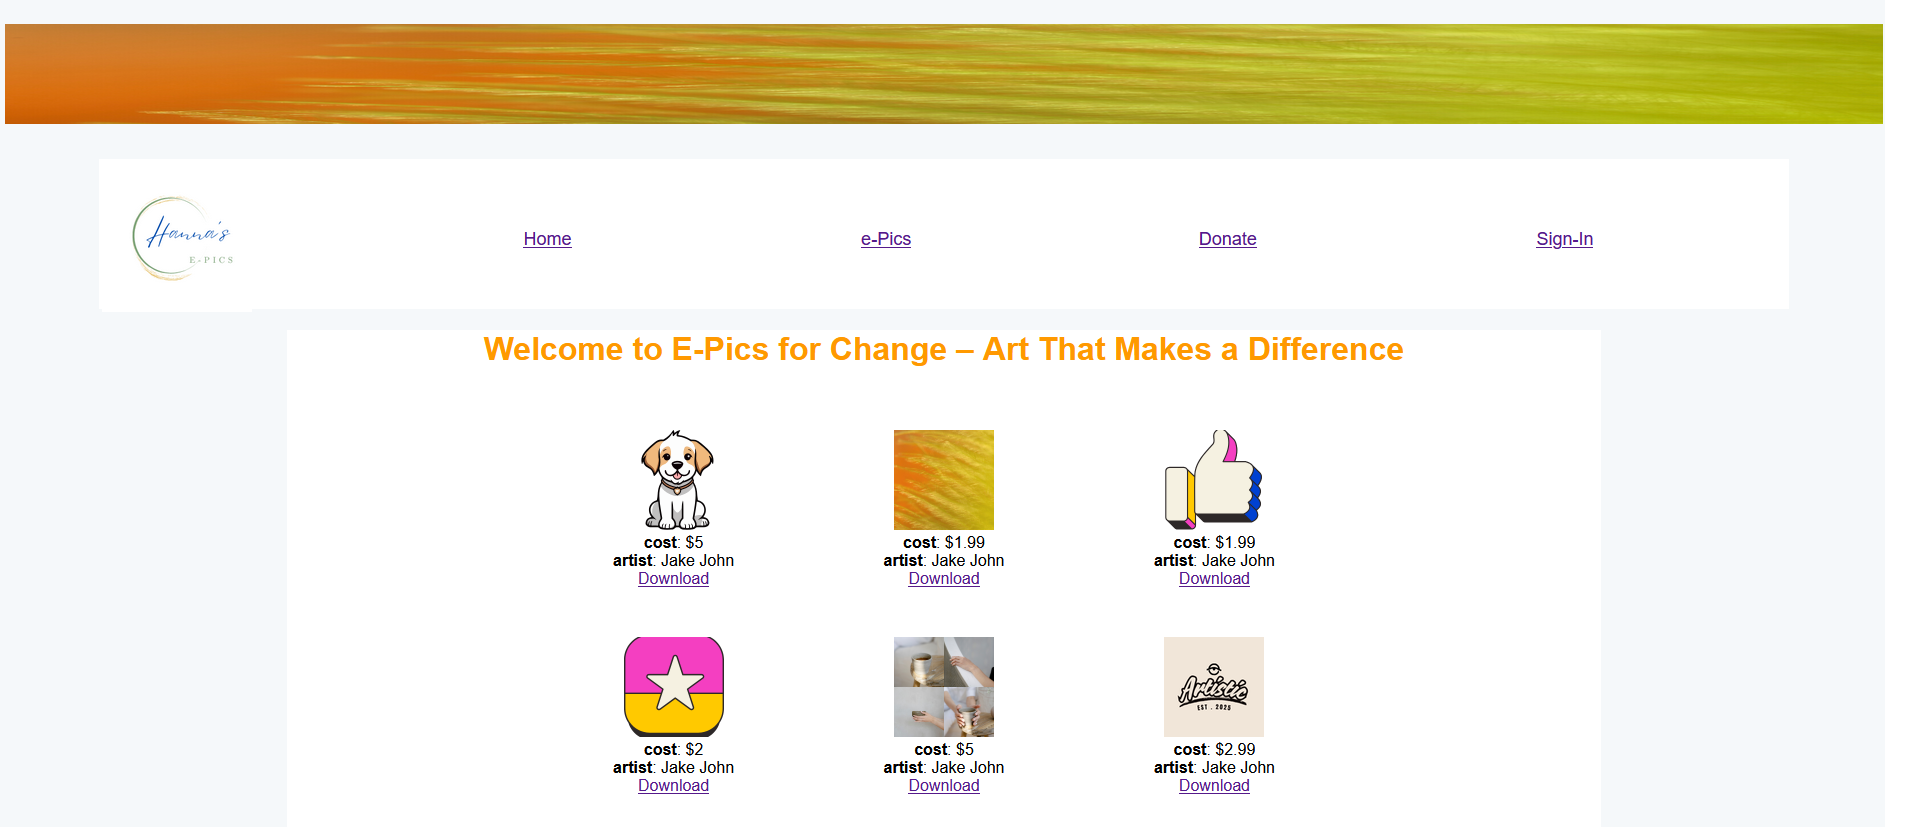 Hanna's
E-PICS
Home e-Pics Donate Sign-In
Welcome to E-Pics for Change – Art That Makes a Difference
cost: $5 cost: $1.99 cost: $1.99
artist: Jake John artist: Jake John artist: Jake John
Download Download Download
Artistic
EST . 2025
cost: $2 cost: $5 cost: $2.99
artist: Jake John artist: Jake John artist: Jake John
Download Download Download